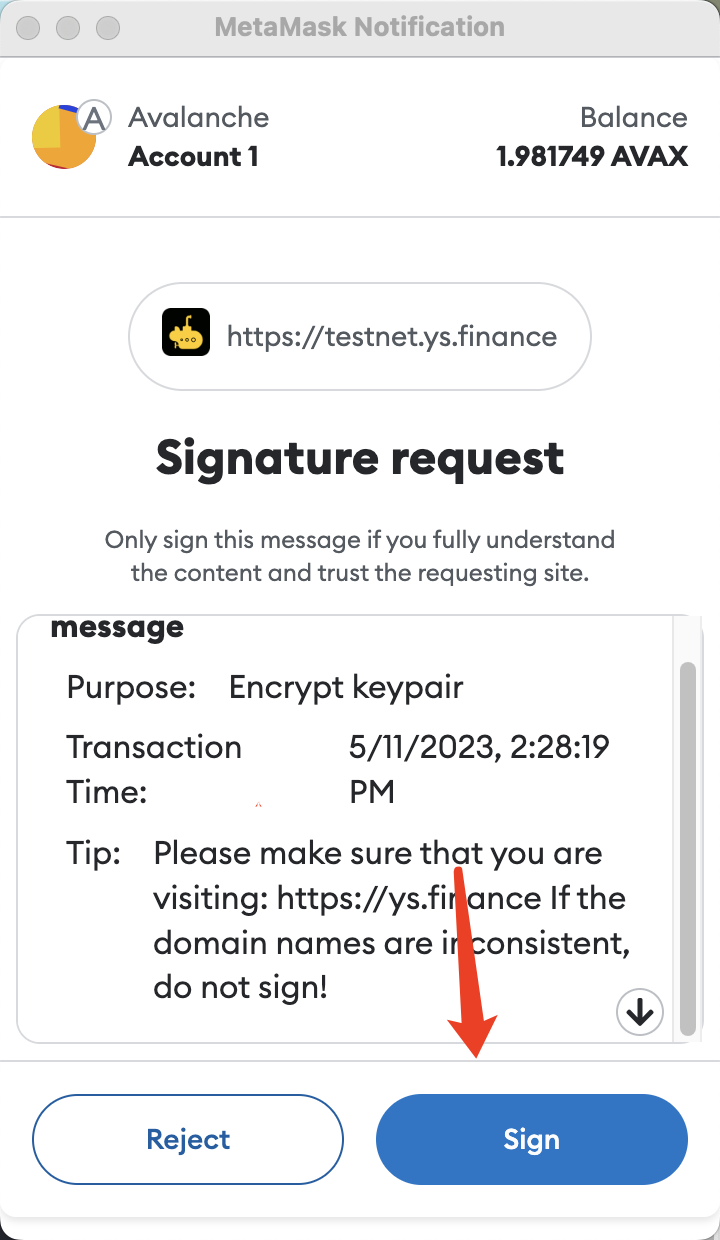 MetaMask Notification
Avalanche
Balance
Account 1
1.981749 AVAX
https://testnet.ys.finance
Signature request
Only sign this message if you fully understand
the content and trust the requesting site.
message
Purpose: Encrypt keypair
Transaction 5/11/2023, 2:28:19
Time: PM
Tip: Please make sure that you are
visiting: https://ys.finance If the
domain names are inconsistent,
do not sign!
Reject
Sign